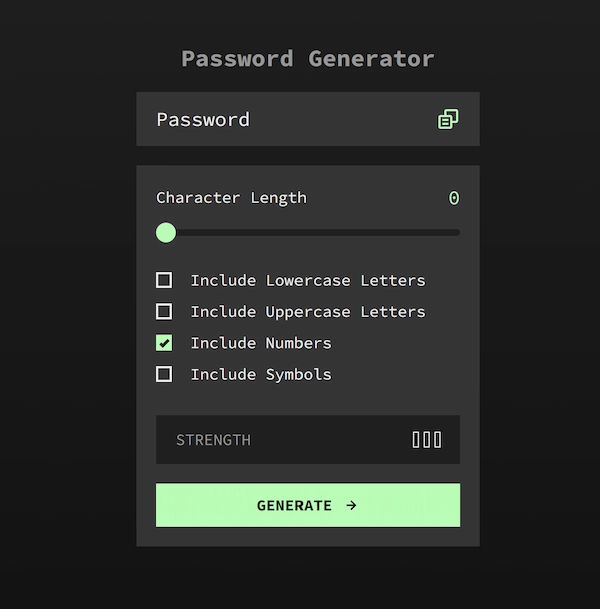 Password Generator
Password
Character Length 0
Include Lowercase Letters
Include Uppercase Letters
Include Numbers
Include Symbols
STRENGTH
GENERATE →